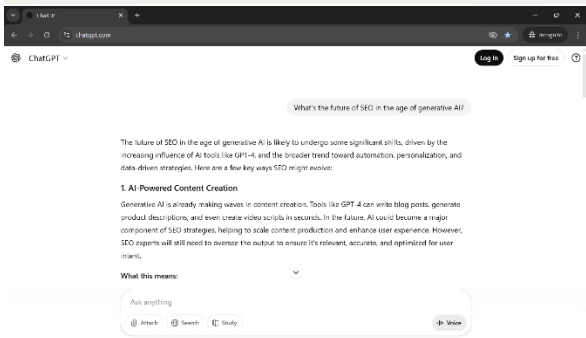 ChatGPT
chatgpt.com
Incognito
ChatGPT
Log in
Sign up for free
What's the future of SEO in the age of generative AI?
The future of SEO in the age of generative AI is likely to undergo some significant shifts, driven by the
increasing influence of AI tools like GPT-4, and the broader trend toward automation, personalization, and
data-driven strategies. Here are a few key ways SEO might evolve:
1. AI-Powered Content Creation
Generative AI is already making waves in content creation. Tools like GPT-4 can write blog posts, generate
product descriptions, and even create video scripts in seconds. In the future, AI could become a major
component of SEO strategies, helping to scale content production and enhance user experience. However,
SEO experts will still need to oversee the output to ensure it's relevant, accurate, and optimized for user
intent.
What this means:
Ask anything
Attach
Search
Study
Voice